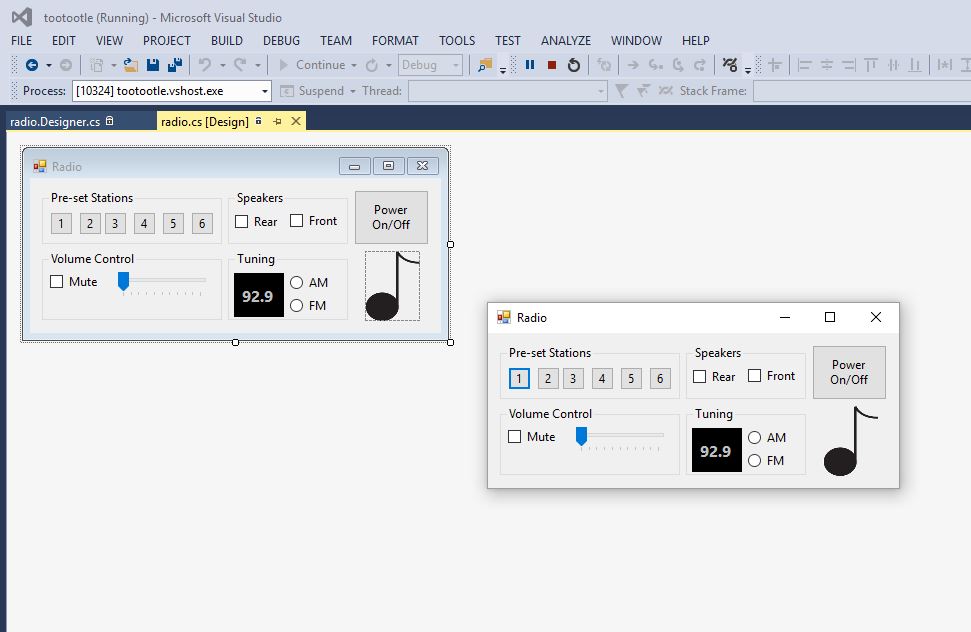 tootootle (Running) - Microsoft Visual Studio
FILE EDIT VIEW PROJECT BUILD DEBUG TEAM FORMAT TOOLS TEST ANALYZE WINDOW HELP
Continue Debug
Process: [10324] tootootle.vshost.exe Suspend Thread: Stack Frame:
radio.Designer.cs radio.cs [Design]
Radio
Pre-set Stations Speakers
Power
On/Off
1 2 3 4 5 6 Rear Front
Volume Control Tuning
Mute 92.9 AM
FM
Radio
Pre-set Stations Speakers
Power
On/Off
1 2 3 4 5 6 Rear Front
Volume Control Tuning
Mute 92.9 AM
FM